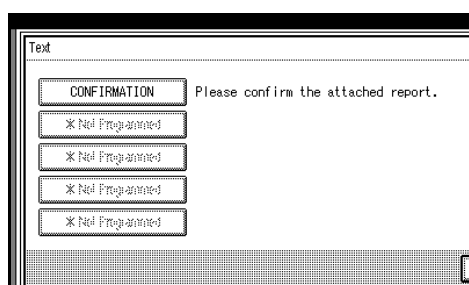 Text
CONFIRMATION Please confirm the attached report.
* Not Programmed
* Not Programmed
* Not Programmed
* Not Programmed